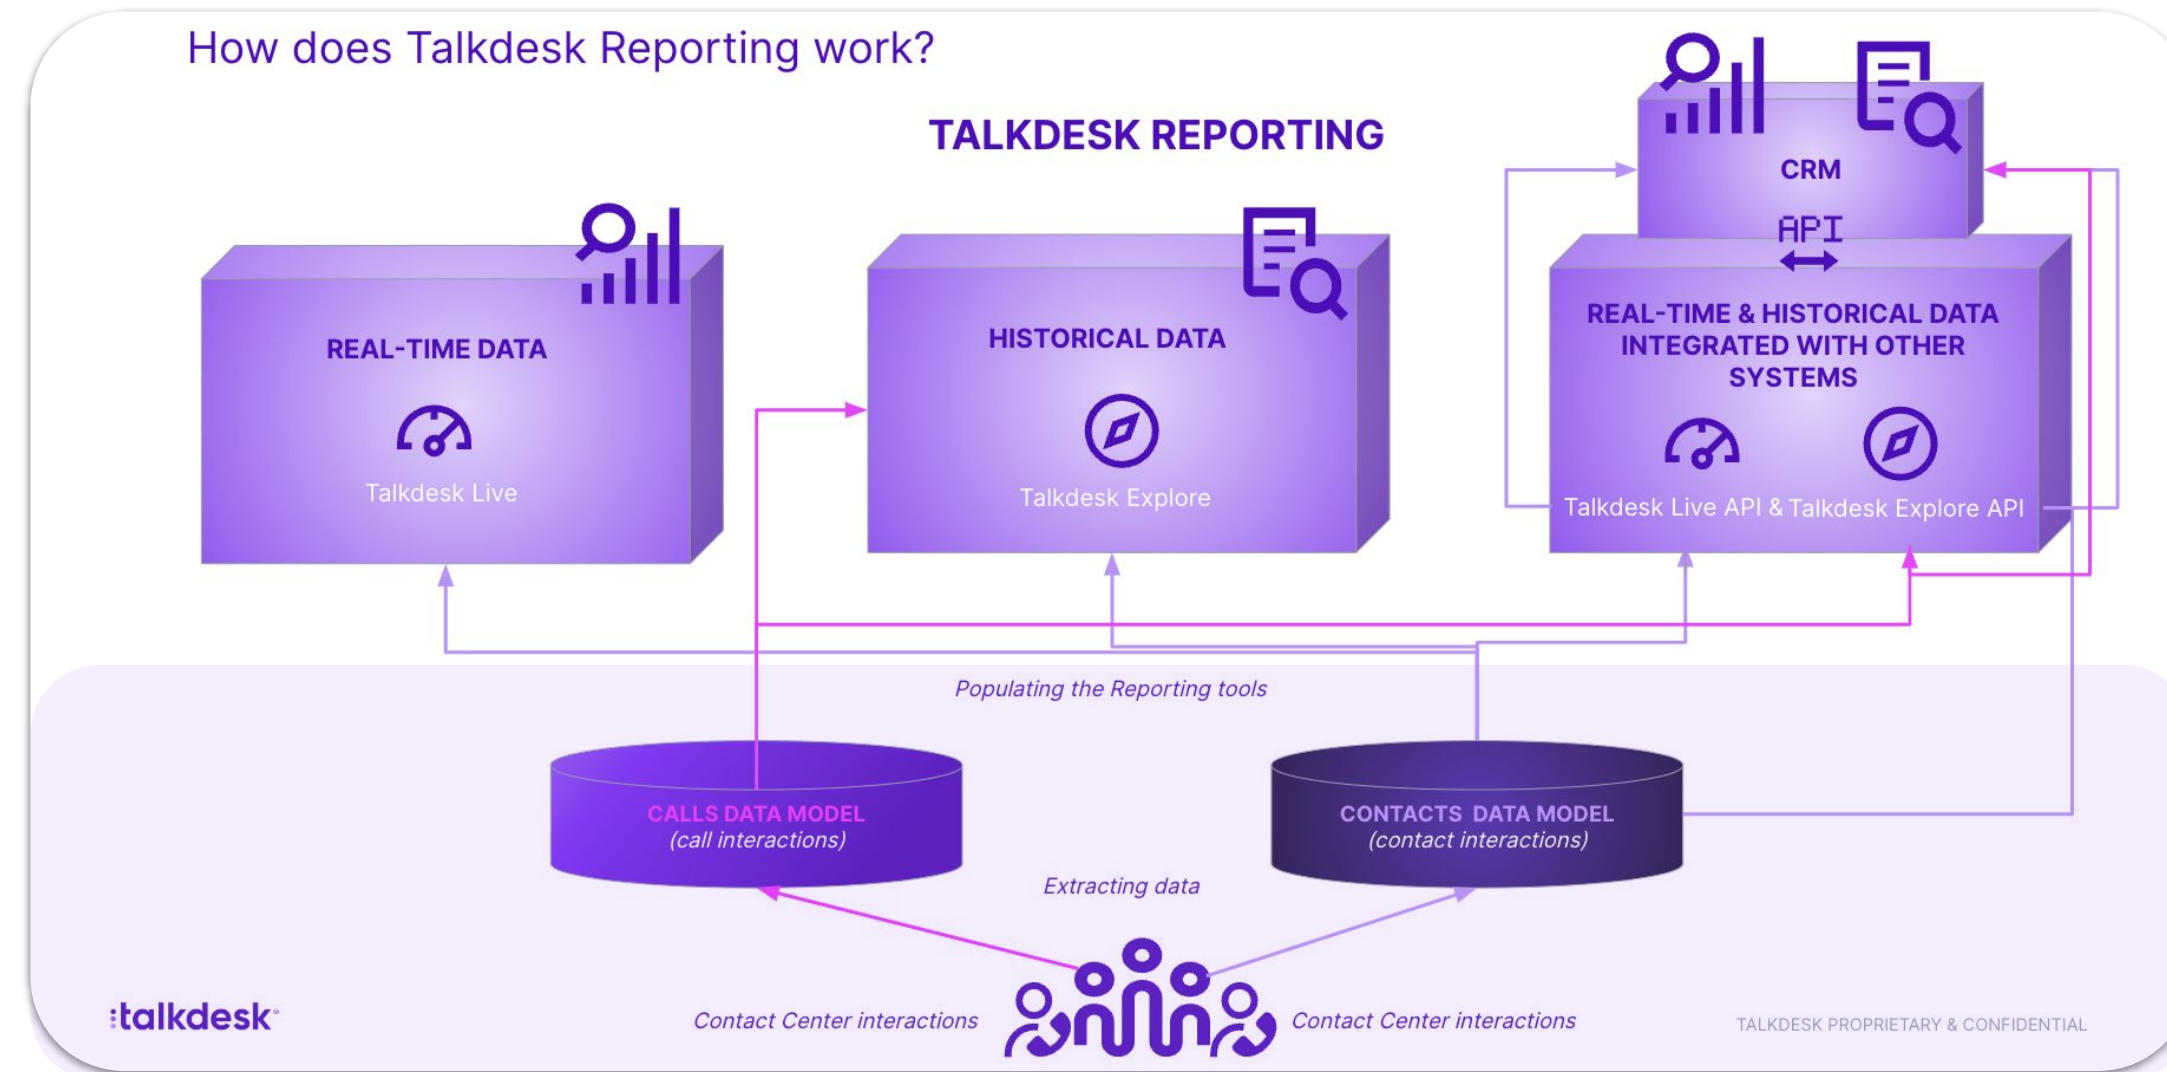 How does Talkdesk Reporting work?
TALKDESK REPORTING
CRM
API
REAL-TIME DATA
Talkdesk Live
HISTORICAL DATA
Talkdesk Explore
REAL-TIME & HISTORICAL DATA
INTEGRATED WITH OTHER
SYSTEMS
Talkdesk Live API & Talkdesk Explore API
Populating the Reporting tools
CALLS DATA MODEL
(call interactions)
CONTACTS DATA MODEL
(contact interactions)
Extracting data
Contact Center interactions
Contact Center interactions
:talkdesk®
TALKDESK PROPRIETARY & CONFIDENTIAL